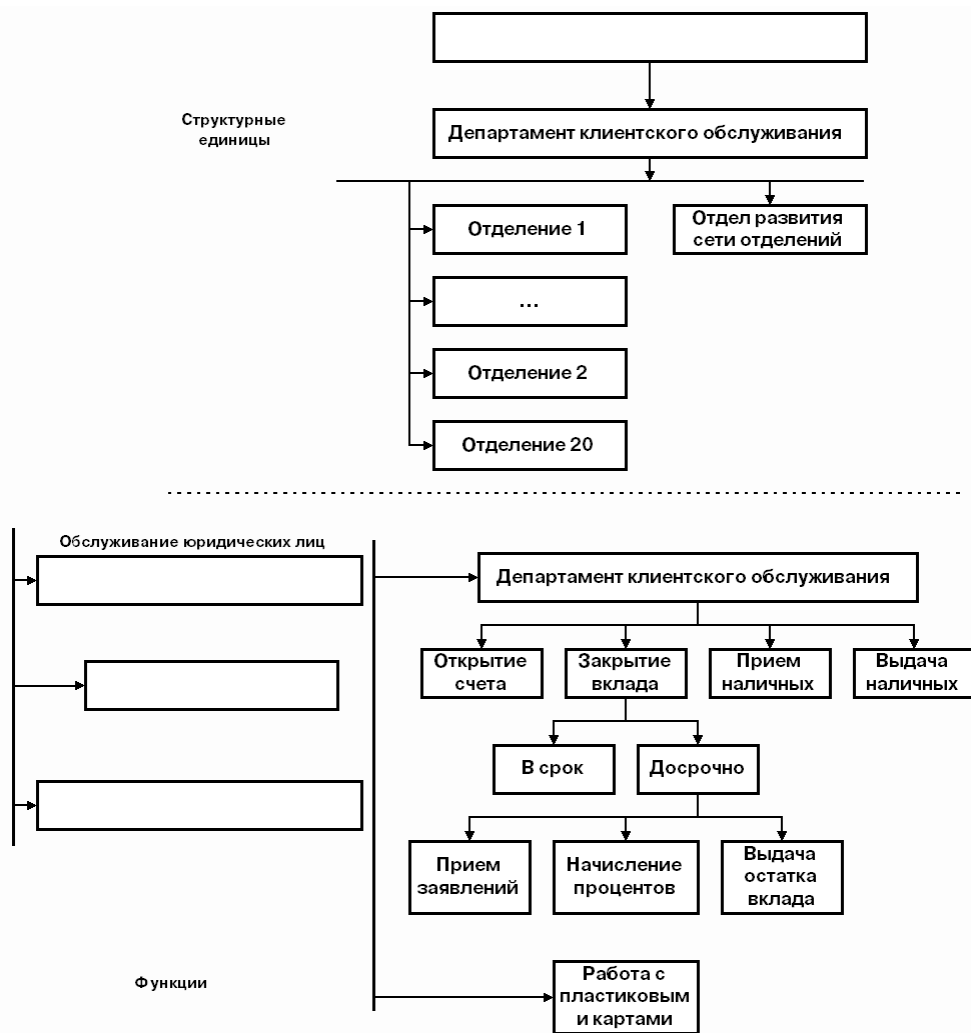 Структурные
единицы
Департамент клиентского обслуживания
Отделение 1
Отдел развития
сети отделений
...
Отделение 2
Отделение 20
Обслуживание юридических лиц
Департамент клиентского обслуживания
Открытие
счета
Закрытие
вклада
Прием
наличных
Выдача
наличных
В срок
Досрочно
Прием
заявлений
Начисление
процентов
Выдача
остатка
вклада
Функции
Работа с
пластиковым
и картами